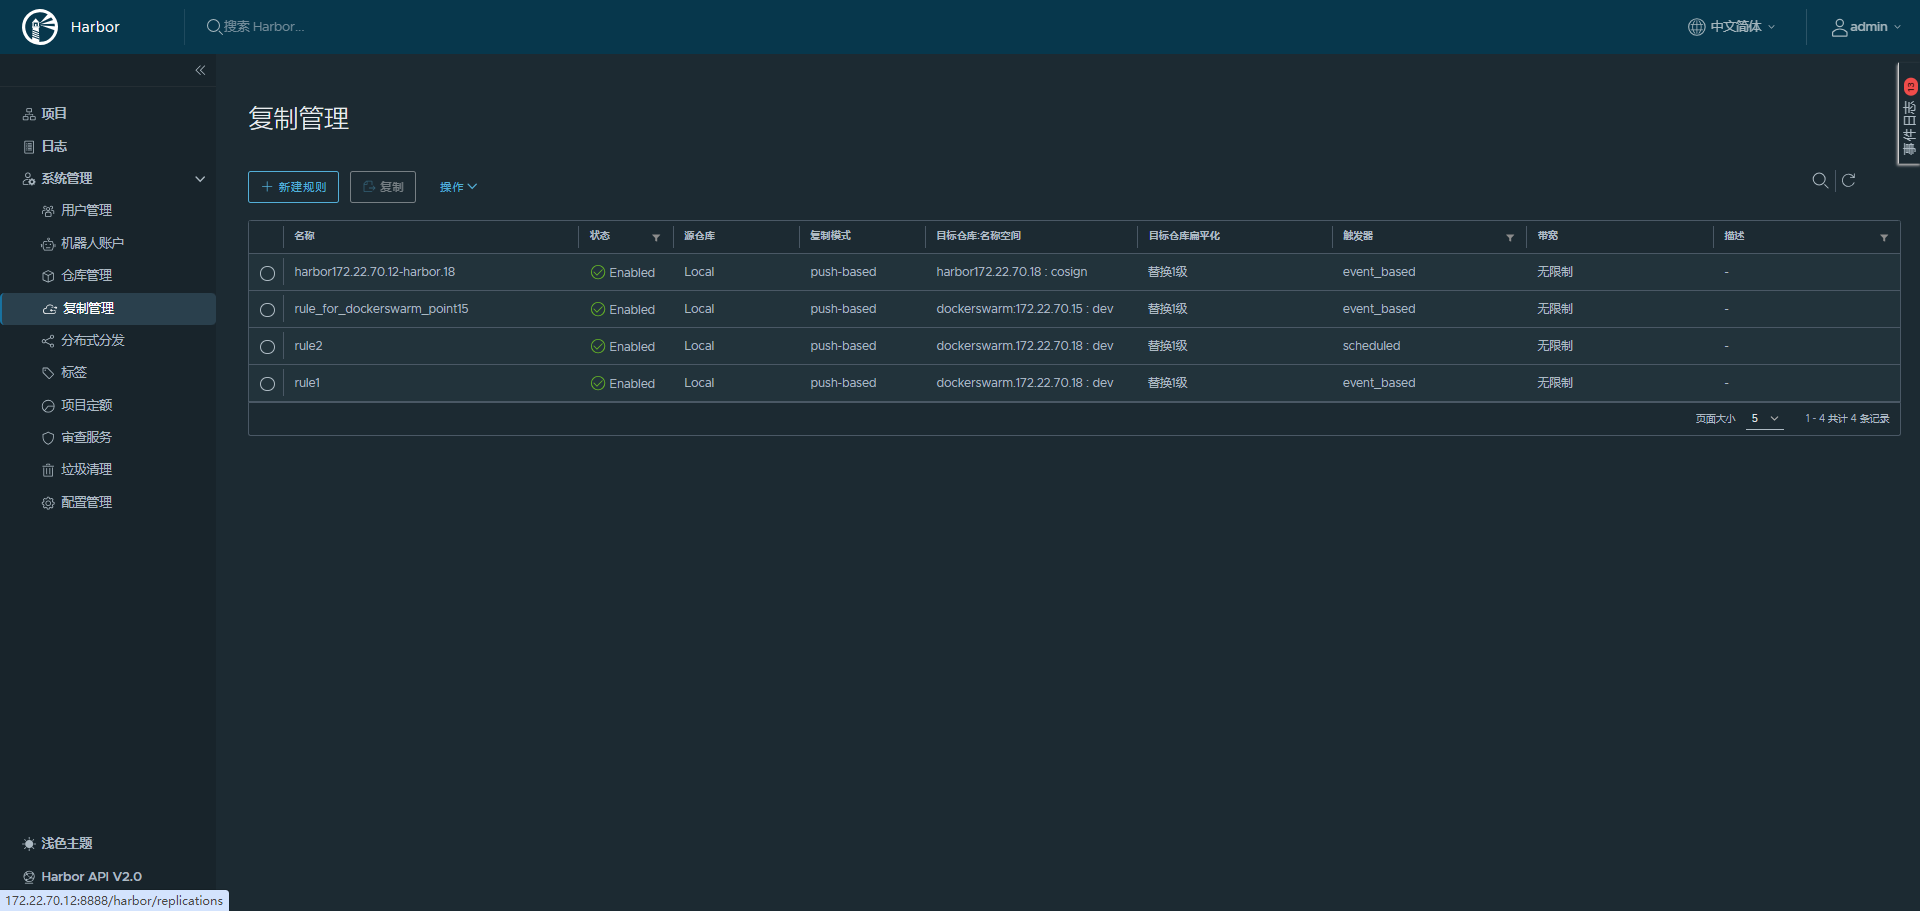 Harbor
搜索 Harbor...
中文简体
admin
13
事件日志
项目
日志
系统管理
用户管理
机器人账户
仓库管理
复制管理
分布式分发
标签
项目定额
审查服务
垃圾清理
配置管理
浅色主题
Harbor API V2.0
172.22.70.12:8888/harbor/replications
复制管理
新建规则 复制 操作
名称 状态 源仓库 复制模式 目标仓库:名称空间 目标仓库扁平化 触发器 带宽 描述
harbor172.22.70.12-harbor.18 Enabled Local push-based harbor172.22.70.18 : cosign 替换1级 event_based 无限制 -
rule_for_dockerswarm_point15 Enabled Local push-based dockerswarm:172.22.70.15 : dev 替换1级 event_based 无限制 -
rule2 Enabled Local push-based dockerswarm.172.22.70.18 : dev 替换1级 scheduled 无限制 -
rule1 Enabled Local push-based dockerswarm.172.22.70.18 : dev 替换1级 event_based 无限制 -
页面大小 5 1 - 4 共计 4 条记录